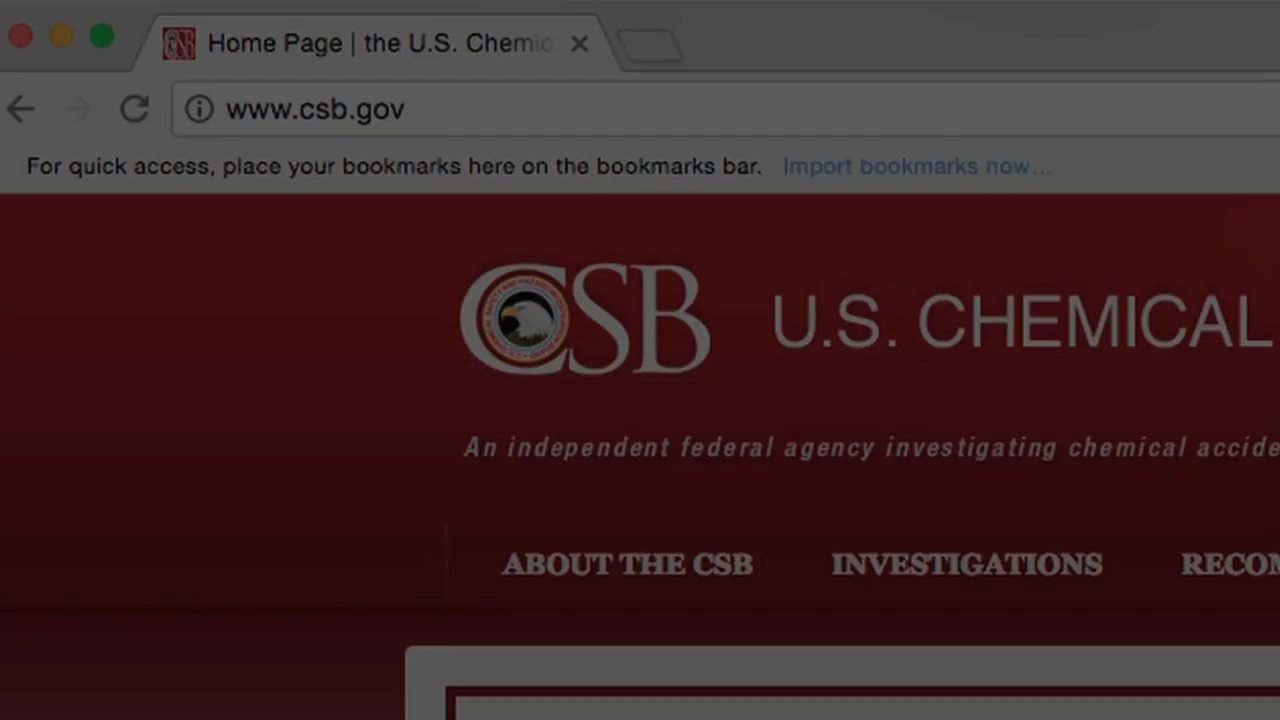 Home Page | the U.S. Chemic
www.csb.gov
For quick access, place your bookmarks here on the bookmarks bar. Import bookmarks now...
CSB U.S. CHEMICAL
An independent federal agency investigating chemical accide
ABOUT THE CSB INVESTIGATIONS RECOM